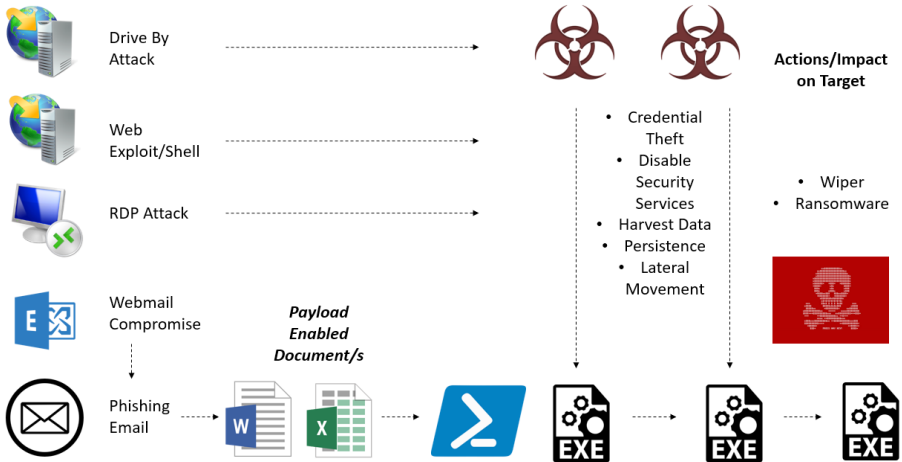 Drive By
Attack
Web
Exploit/Shell
RDP Attack
Webmail
Compromise
Phishing
Email
Payload
Enabled
Document/s
W
X
E
• Credential
Theft
• Disable
Security
Services
• Harvest Data
• Persistence
• Lateral
Movement
Actions/Impact
on Target
• Wiper
• Ransomware
EXE
EXE
EXE